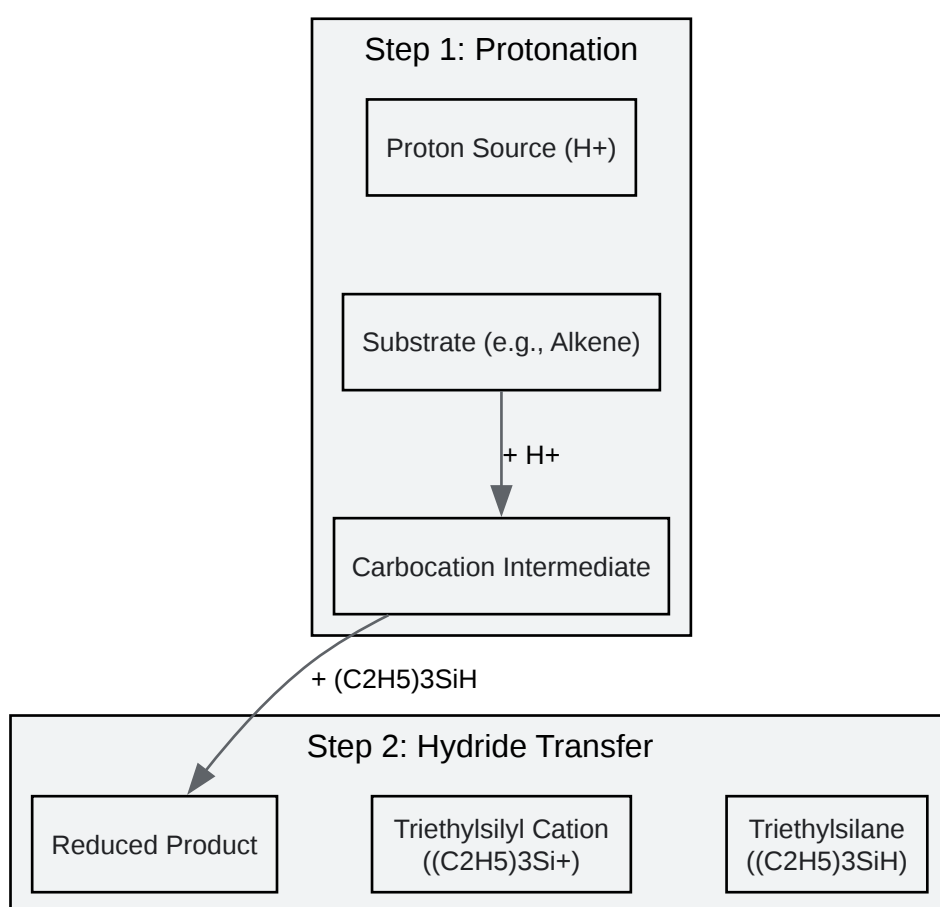 Step 1: Protonation
Proton Source (H+)
Substrate (e.g., Alkene)
+ H+
Carbocation Intermediate
+ (C2H5)3SiH
Step 2: Hydride Transfer
Reduced Product
Triethylsilyl Cation
((C2H5)3Si+)
Triethylsilane
((C2H5)3SiH)